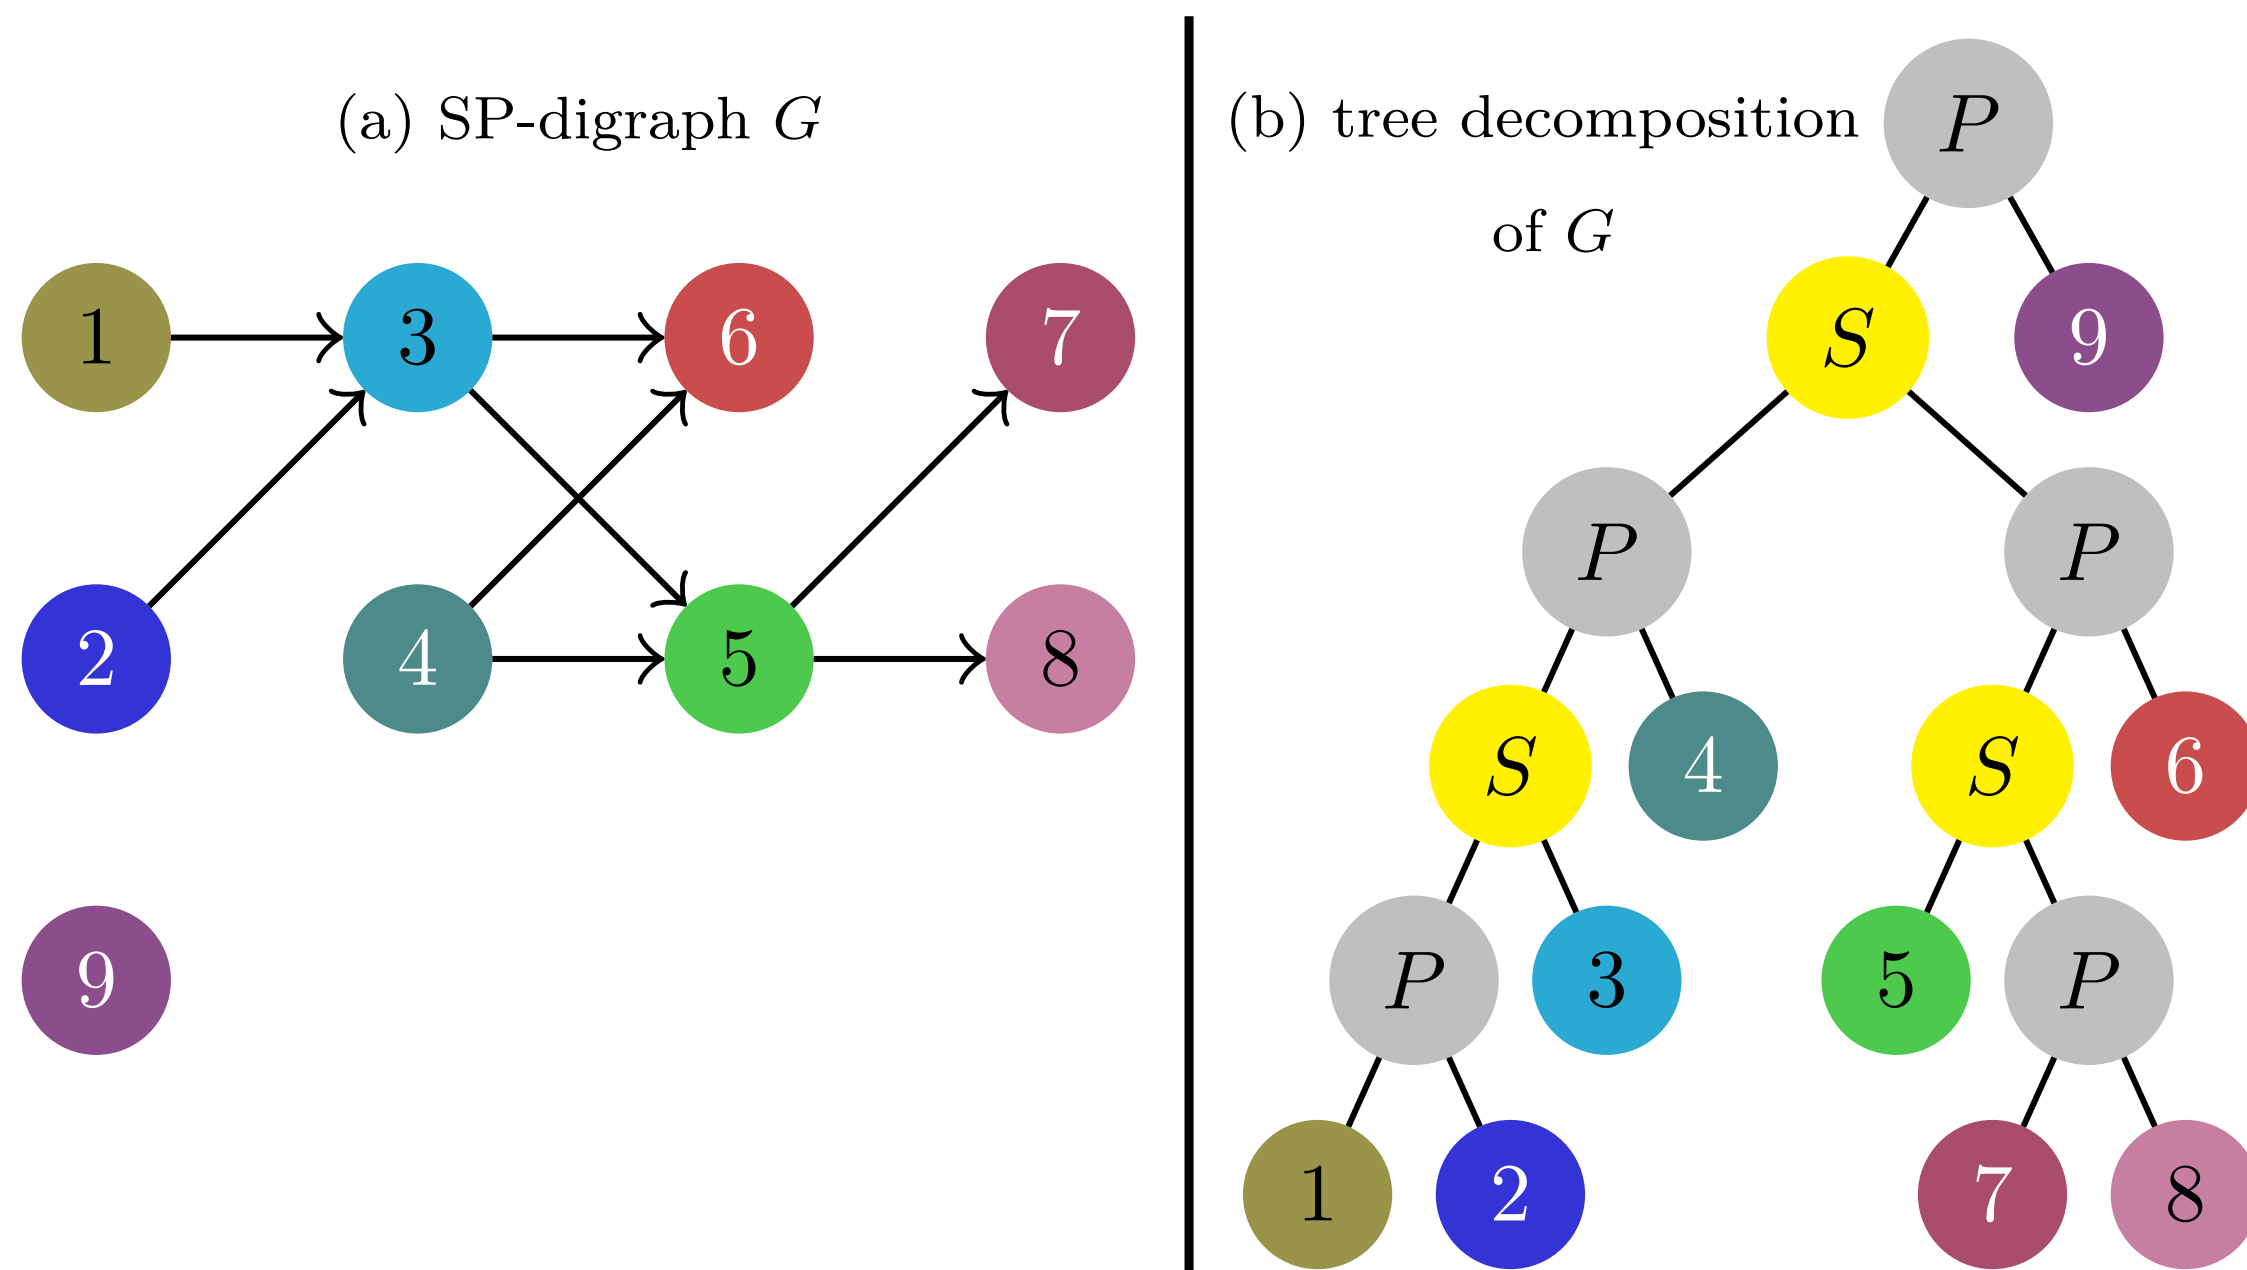 (a) SP-digraph G
1 3 6 7
2 4 5 8
9
(b) tree decomposition
of G
P
S 9
P P
S 4 S 6
P 3 5 P
1 2 7 8